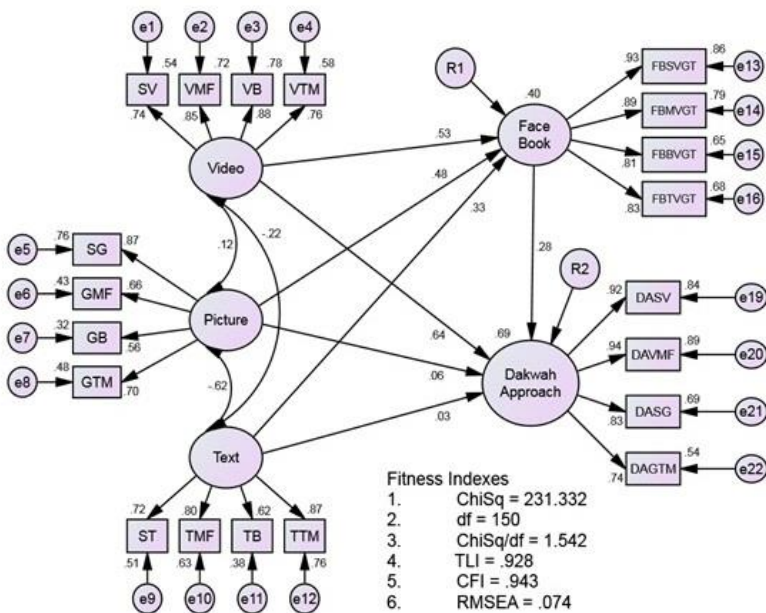 e1 e2 e3 e4
.54 .72 .78 .58
SV VMF VB VTM
.74 .85 .88 .76
Video
R1
.40
Face
Book
.93 .86
FBSVGT e13
.89 .79
FBMVGT e14
.81 .65
FBBVGT e15
.83 .68
FBTVGT e16
.53
.48
.33
.12
-.22
.28
e5 .76 SG .87
e6 .43 GMF .66
e7 .32 GB .56
e8 .48 GTM .70
Picture
R2
.69
Dakwah
Approach
.64
.06
.03
-.62
.92 DASV .84 e19
.94 DAVMF .89 e20
.83 DASG .69 e21
.74 DAGTM .54 e22
Text
.72 .80 .62 .87
ST TMF TB TTM
.51 .63 .38 .76
e9 e10 e11 e12
Fitness Indexes
1. ChiSq = 231.332
2. df = 150
3. ChiSq/df = 1.542
4. TLI = .928
5. CFI = .943
6. RMSEA = .074